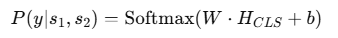 P(y|s₁, s₂) = Softmax(W · H_CLS + b)